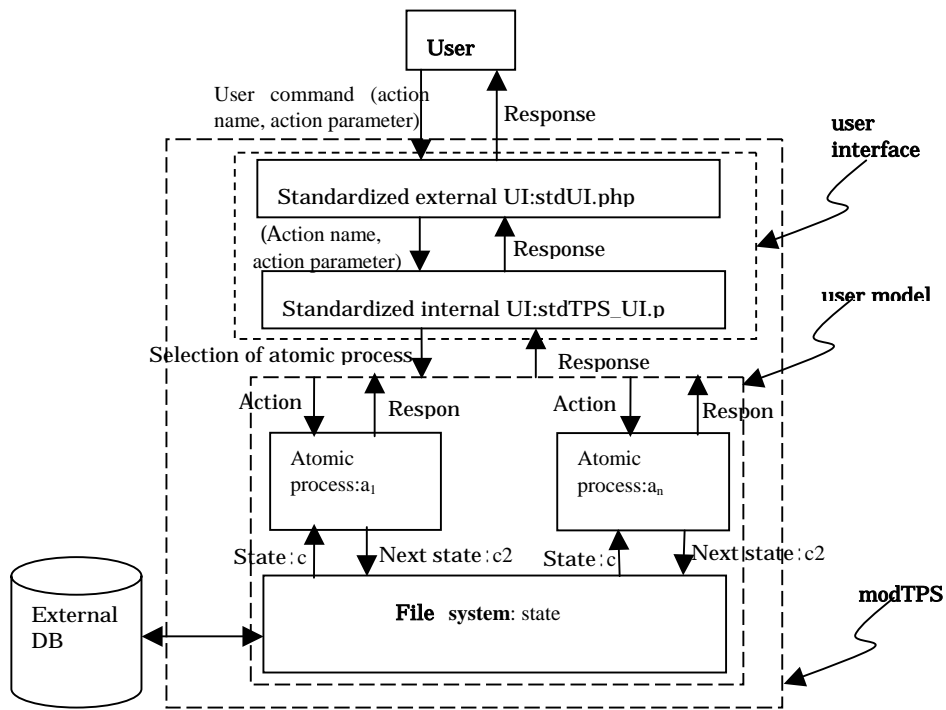 User
User command (action
name, action parameter)
Response
user
interface
Standardized external UI:stdUI.php
(Action name,
action parameter)
Response
user model
Standardized internal UI:stdTPS_UI.p
Selection of atomic process
Response
Action
Respon
Action
Respon
Atomic
process:a₁
Atomic
process:aₙ
State:c
Next state:c2
State:c
Next state:c2
External
DB
File system: state
modTPS